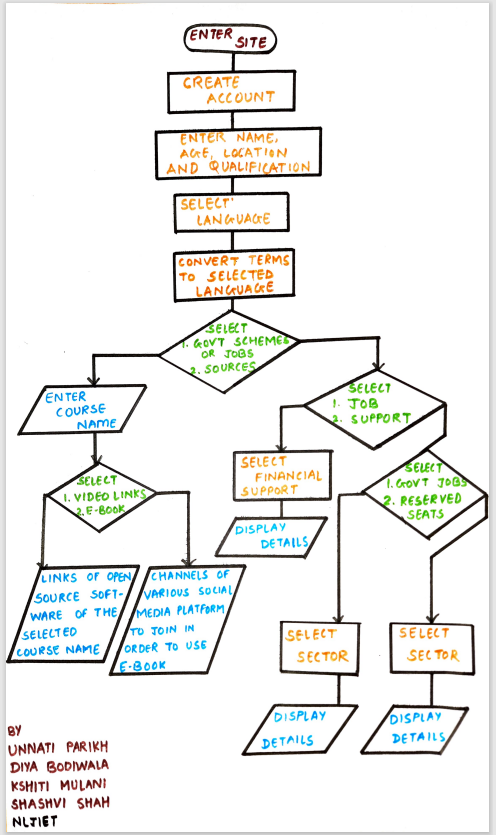 ENTER
SITE
CREATE
ACCOUNT
ENTER NAME,
AGE, LOCATION
AND QUALIFICATION
SELECT'
LANGUAGE
CONVERT TERMS
TO SELECTED
LANGUAGE
SELECT
1. GOVT SCHEMES
OR JOBS
2. SOURCES
ENTER
COURSE
NAME
SELECT
1. JOB
2. SUPPORT
SELECT
1. VIDEO LINKS
2. E-BOOK
SELECT
FINANCIAL
SUPPORT
SELECT
1. GOVT JOBS
2. RESERVED
SEATS
DISPLAY
DETAILS
LINKS OF OPEN
SOURCE SOFT-
WARE OF THE
SELECTED
COURSE NAME
CHANNELS OF
VARIOUS SOCIAL
MEDIA PLATFORM
TO JOIN IN
ORDER TO USE
E-BOOK
SELECT
SECTOR
SELECT
SECTOR
DISPLAY
DETAILS
DISPLAY
DETAILS
BY
UNNATI PARIKH
DIYA BODIWALA
KSHITI MULANI
SHASHVI SHAH
NLJIET